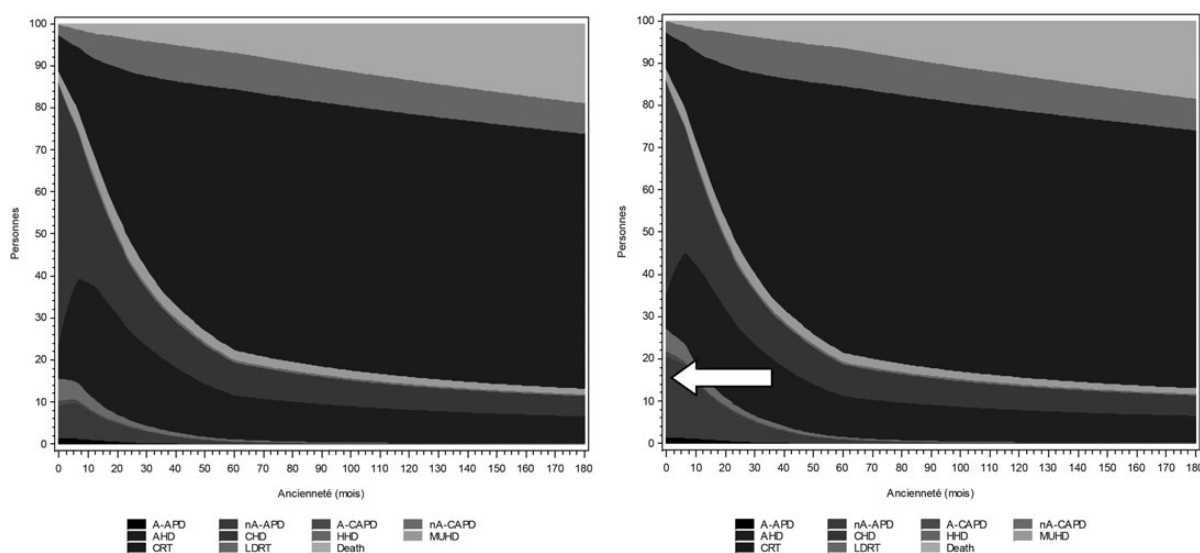 100
90
80
70
60
50
40
30
20
10
0
Personnes
0 10 20 30 40 50 60 70 80 90 100 110 120 130 140 150 160 170 180
Ancienneté (mois)
A-APD nA-APD A-CAPD nA-CAPD
AHD CHD HHD MUHD
CRT LDRT Death
100
90
80
70
60
50
40
30
20
10
0
Personnes
0 10 20 30 40 50 60 70 80 90 100 110 120 130 140 150 160 170 180
Ancienneté (mois)
A-APD nA-APD A-CAPD nA-CAPD
AHD CHD HHD MUHD
CRT LDRT Death